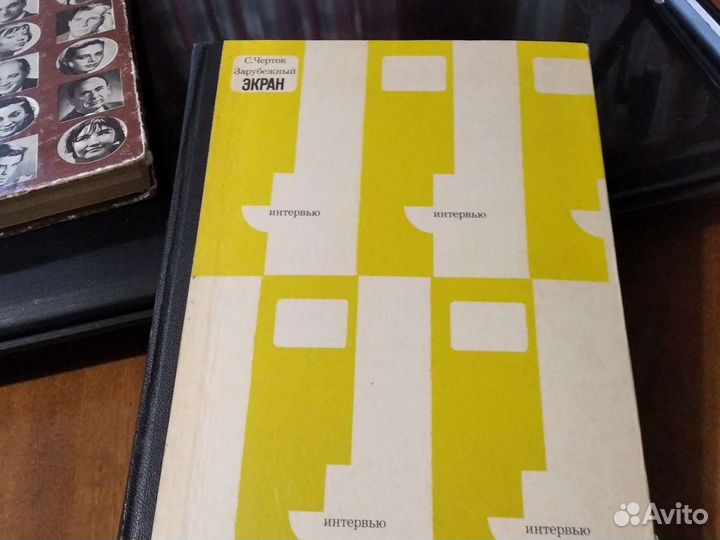 С. Черток
Зарубежный
ЭКРАН
интервью
интервью
интервью
интервью
Avito